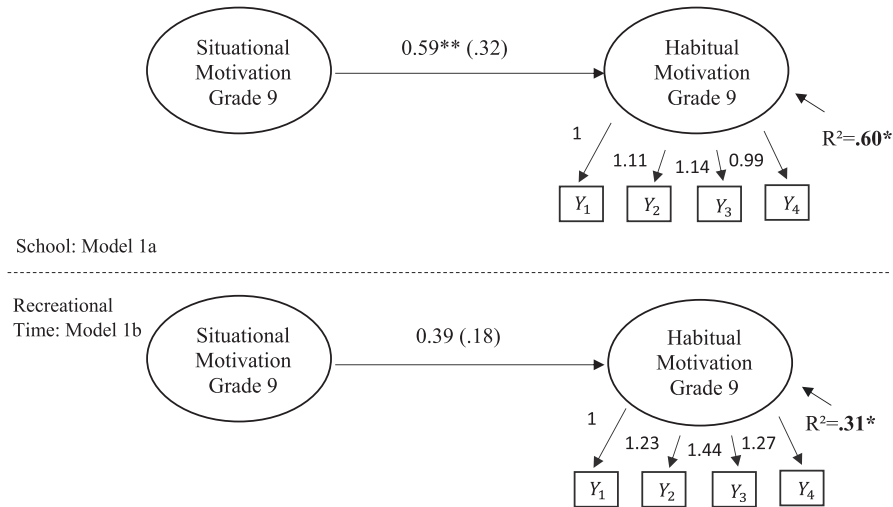 Situational
Motivation
Grade 9
0.59** (.32)
Habitual
Motivation
Grade 9
R²=.60*
1
1.11
1.14
0.99
Y₁
Y₂
Y₃
Y₄
School: Model 1a
Recreational
Time: Model 1b
Situational
Motivation
Grade 9
0.39 (.18)
Habitual
Motivation
Grade 9
R²=.31*
1
1.23
1.44
1.27
Y₁
Y₂
Y₃
Y₄